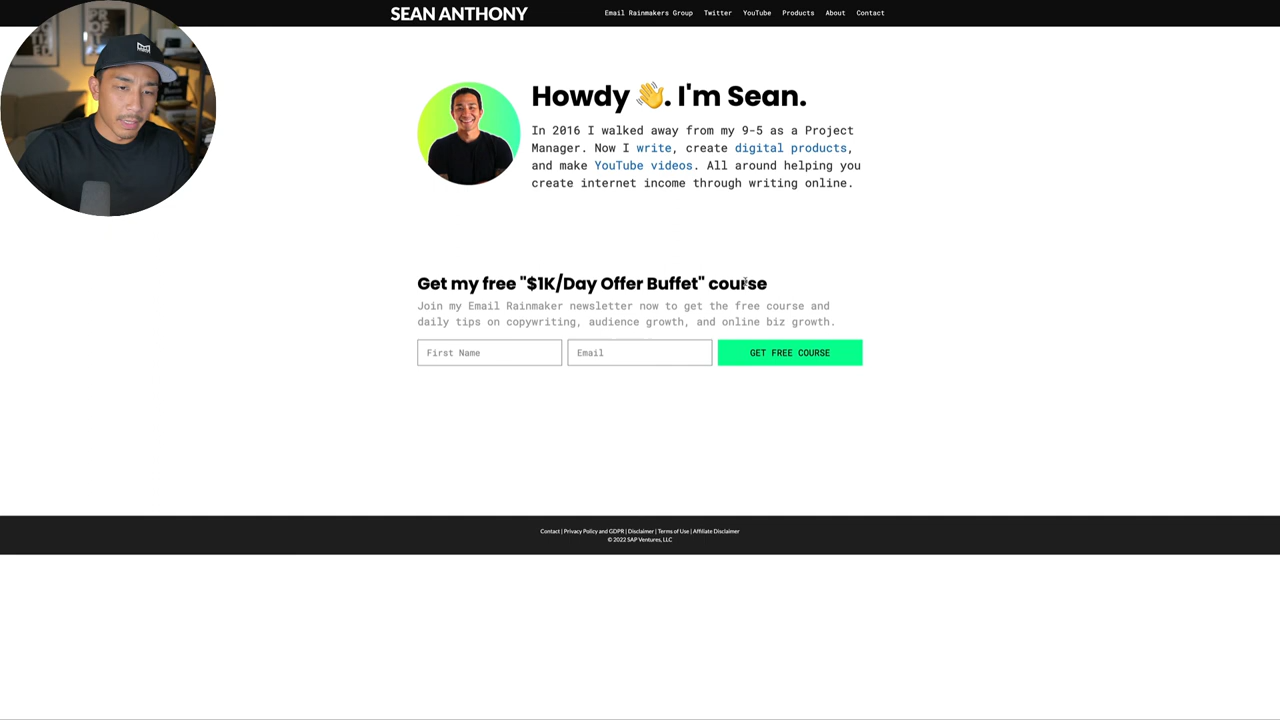 SEAN ANTHONY
Email Rainmakers Group Twitter YouTube Products About Contact
Howdy 👋. I'm Sean.
In 2016 I walked away from my 9-5 as a Project
Manager. Now I write, create digital products,
and make YouTube videos. All around helping you
create internet income through writing online.
Get my free "$1K/Day Offer Buffet" course
Join my Email Rainmaker newsletter now to get the free course and
daily tips on copywriting, audience growth, and online biz growth.
First Name
Email
GET FREE COURSE
Contact | Privacy Policy and GDPR | Disclaimer | Terms of Use | Affiliate Disclaimer
© 2022 SAP Ventures, LLC